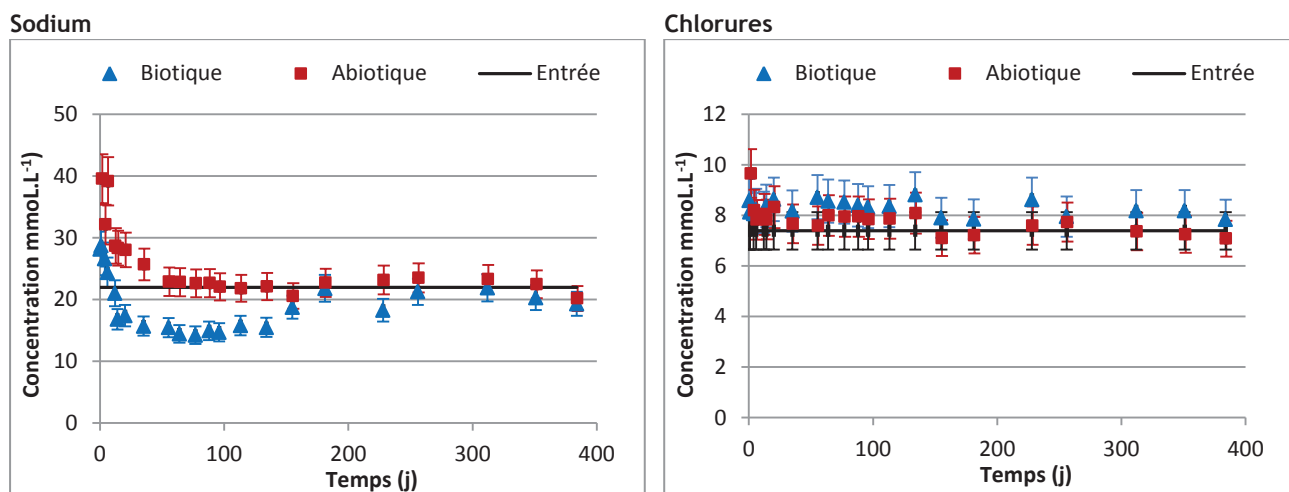 Sodium
Biotique Abiotique Entrée
Concentration mmoL.L⁻¹
50
40
30
20
10
0
0 100 200 300 400
Temps (j)
Chlorures
Biotique Abiotique Entrée
Concentration mmoL.L⁻¹
12
10
8
6
4
2
0
0 100 200 300 400
Temps (j)